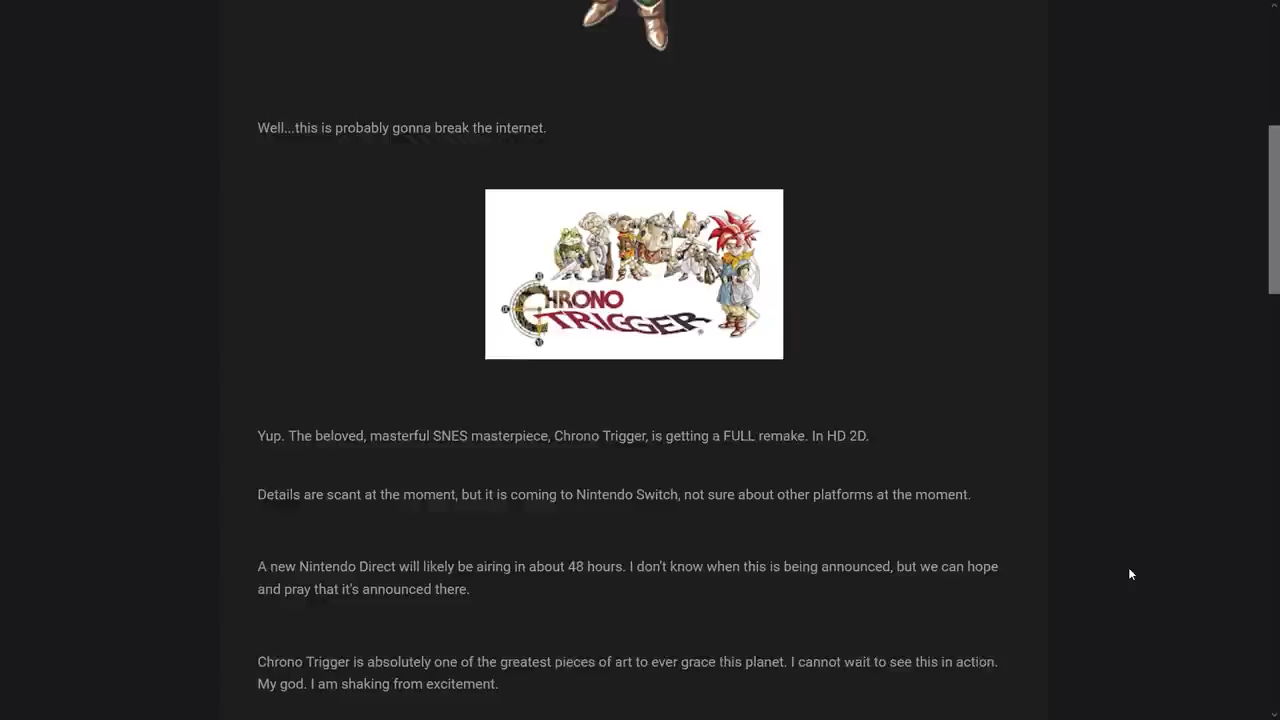 Well...this is probably gonna break the internet.
CHRONO
TRIGGER
Yup. The beloved, masterful SNES masterpiece, Chrono Trigger, is getting a FULL remake. In HD 2D.
Details are scant at the moment, but it is coming to Nintendo Switch, not sure about other platforms at the moment.
A new Nintendo Direct will likely be airing in about 48 hours. I don't know when this is being announced, but we can hope
and pray that it's announced there.
Chrono Trigger is absolutely one of the greatest pieces of art to ever grace this planet. I cannot wait to see this in action.
My god. I am shaking from excitement.